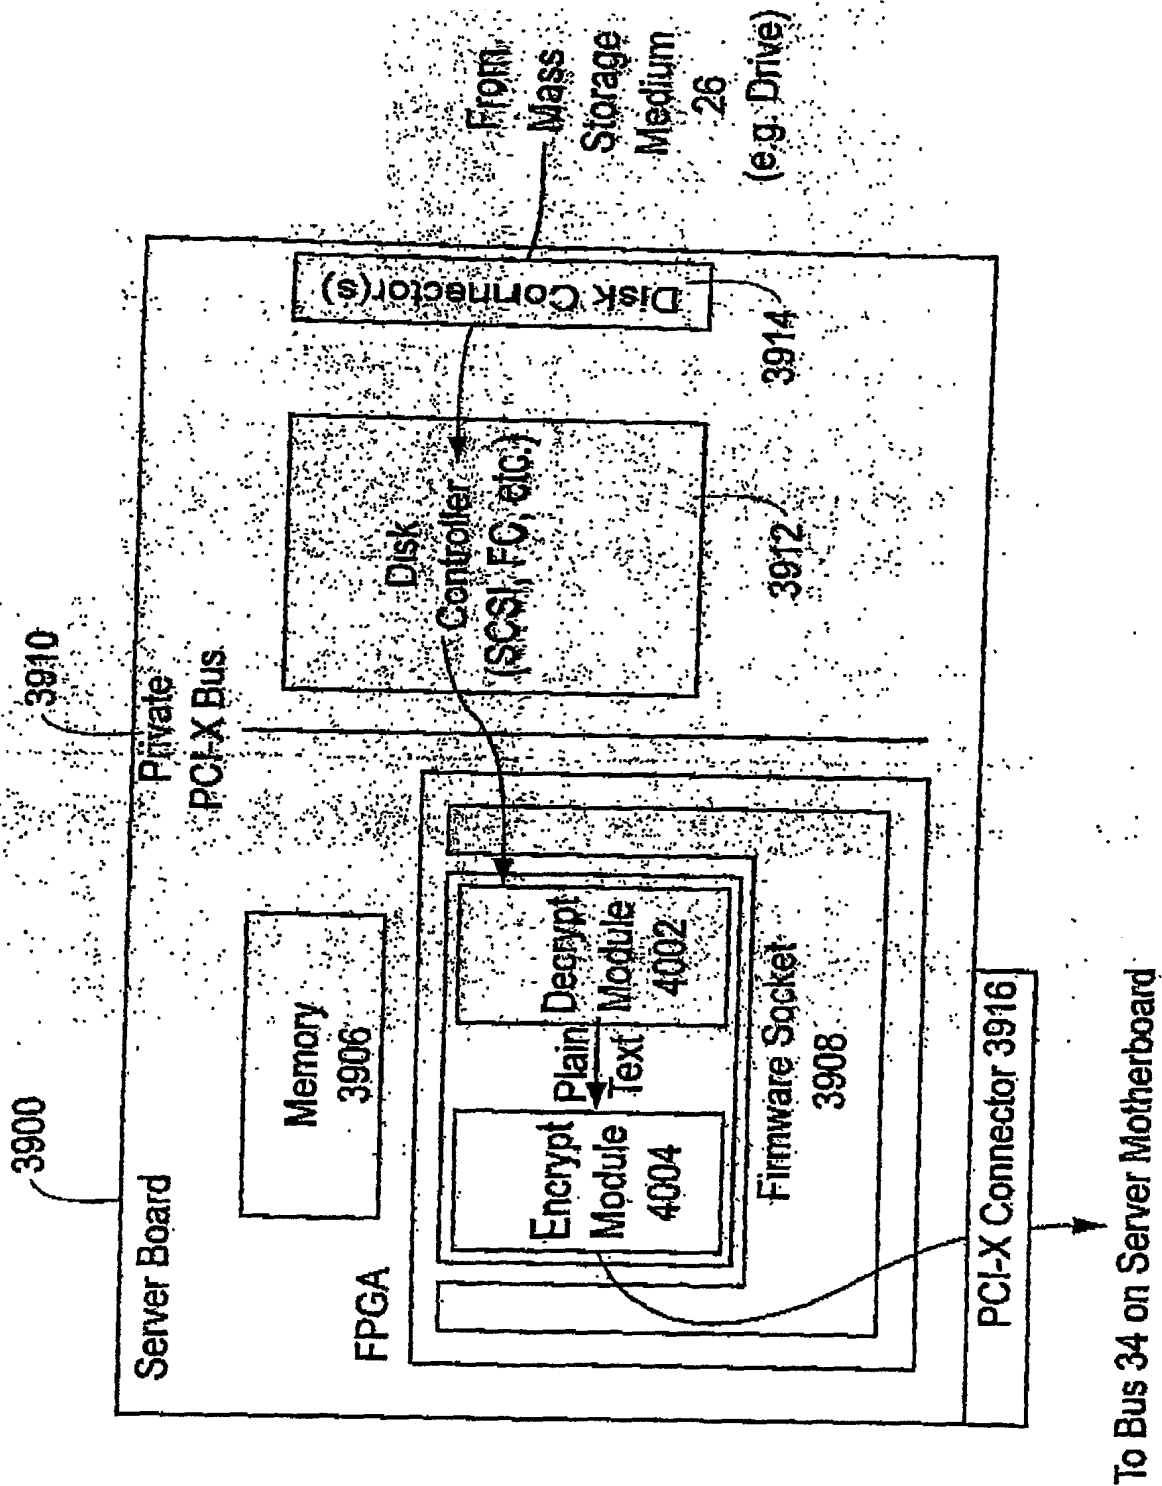 3900
Server Board
3910
Private
PCI-X Bus
Memory
3906
FPGA
Encrypt
Module
4004
Plain
Text
Decrypt
Module
4002
Firmware Socket
3908
Disk
Controller
(SCSI, FC, etc.)
3912
Disk Connector(s)
3914
From
Mass
Storage
Medium
26
(e.g. Drive)
PCI-X Connector 3916
To Bus 34 on Server Motherboard